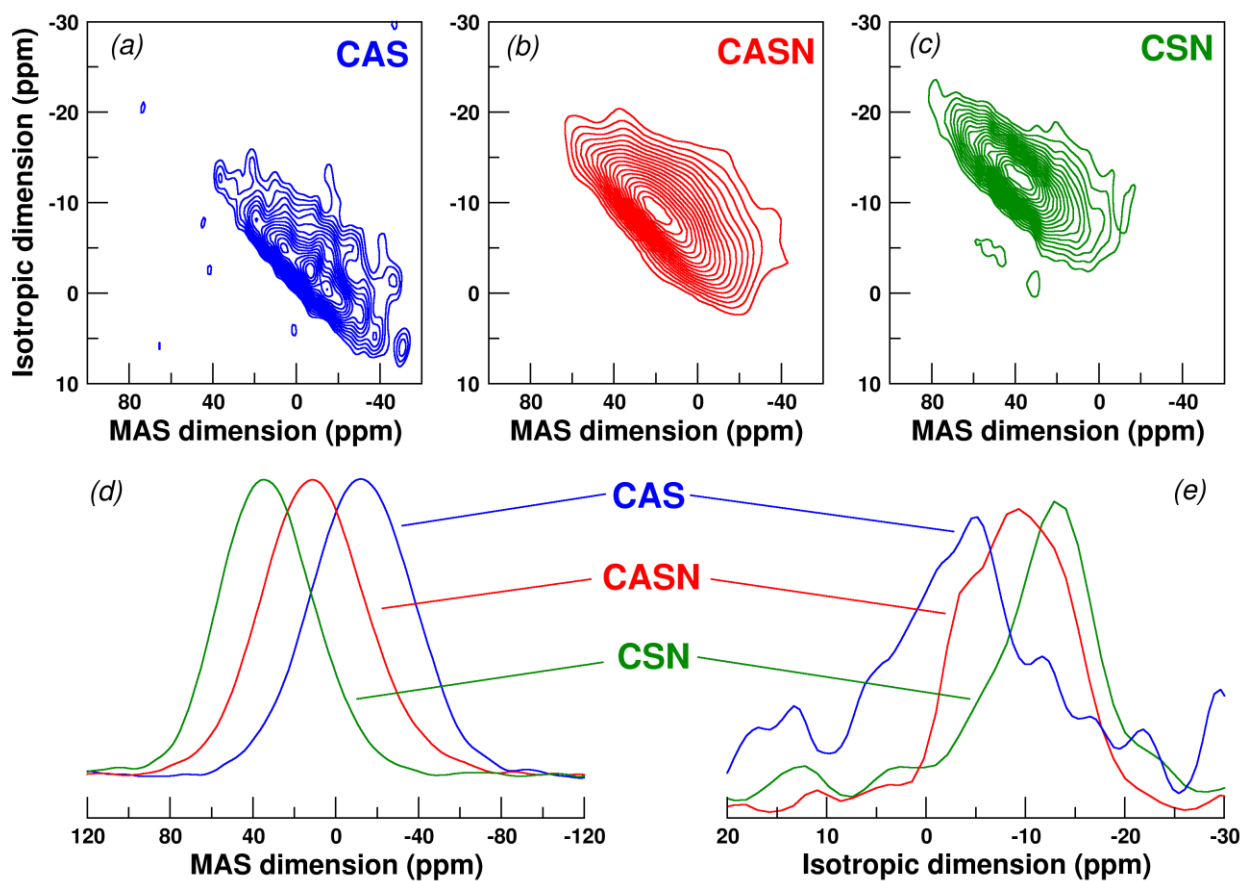 (a) CAS (b) CASN (c) CSN
Isotropic dimension (ppm)
-30
-20
-10
0
10
80 40 0 -40
MAS dimension (ppm)
-30
-20
-10
0
10
80 40 0 -40
MAS dimension (ppm)
-30
-20
-10
0
10
80 40 0 -40
MAS dimension (ppm)
(d) CAS (e)
CASN
CSN
120 80 40 0 -40 -80 -120
MAS dimension (ppm)
20 10 0 -10 -20 -30
Isotropic dimension (ppm)